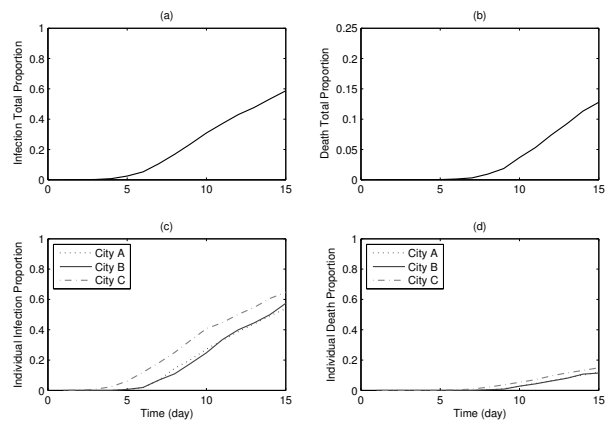 (a)
1
0.8
0.6
0.4
0.2
0
0 5 10 15
Infection Total Proportion
(b)
0.25
0.2
0.15
0.1
0.05
0
0 5 10 15
Death Total Proportion
(c)
1
0.8
0.6
0.4
0.2
0
0 5 10 15
Individual Infection Proportion
Time (day)
City A
City B
City C
(d)
1
0.8
0.6
0.4
0.2
0
0 5 10 15
Individual Death Proportion
Time (day)
City A
City B
City C